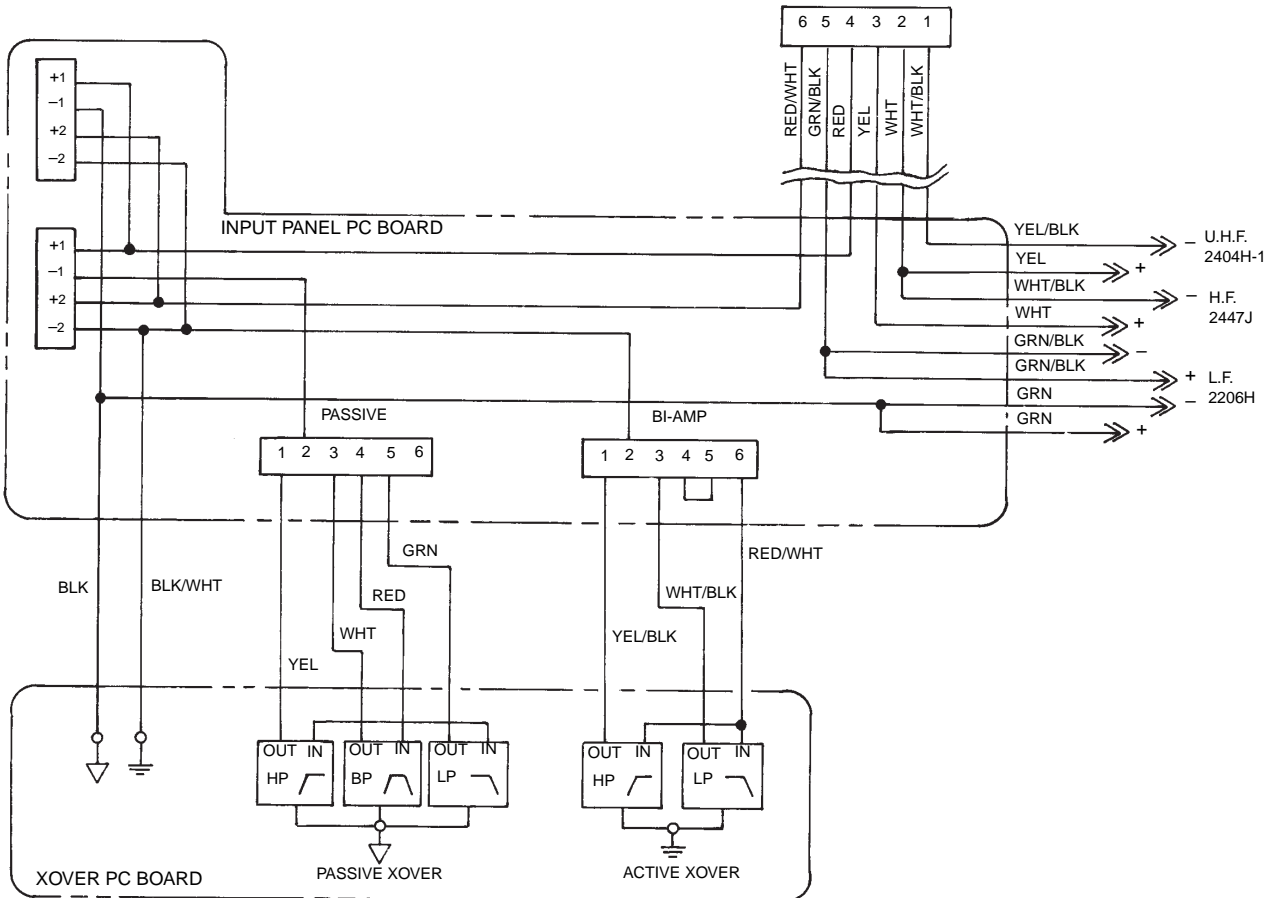 6 5 4 3 2 1
RED/WHT
GRN/BLK
RED
YEL
WHT
WHT/BLK
+1
–1
+2
–2
INPUT PANEL PC BOARD
+1
–1
+2
–2
YEL/BLK – U.H.F.
2404H-1
YEL +
WHT/BLK – H.F.
2447J
WHT +
GRN/BLK –
GRN/BLK + L.F.
2206H
GRN –
GRN +
PASSIVE
BI-AMP
1 2 3 4 5 6
1 2 3 4 5 6
BLK
BLK/WHT
GRN
RED
WHT
YEL
RED/WHT
WHT/BLK
YEL/BLK
OUT IN
HP
OUT IN
BP
OUT IN
LP
OUT IN
HP
OUT IN
LP
PASSIVE XOVER
ACTIVE XOVER
XOVER PC BOARD